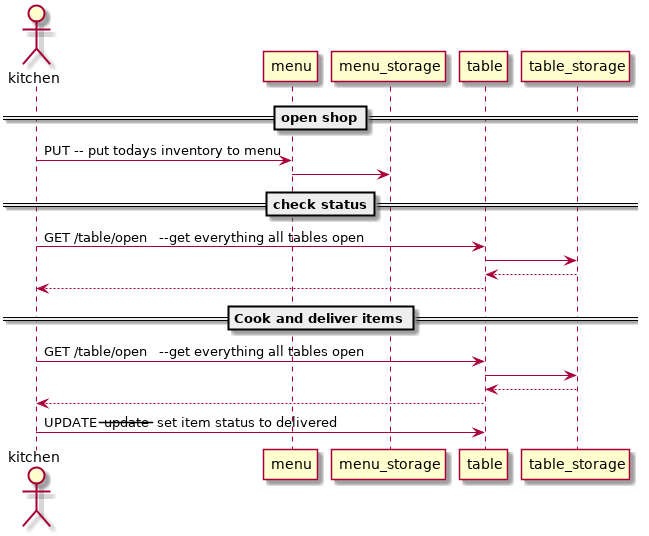 kitchen
menu menu_storage table table_storage
open shop
PUT -- put todays inventory to menu
check status
GET /table/open   --get everything all tables open
Cook and deliver items
GET /table/open   --get everything all tables open
UPDATE update set item status to delivered
kitchen
menu menu_storage table table_storage